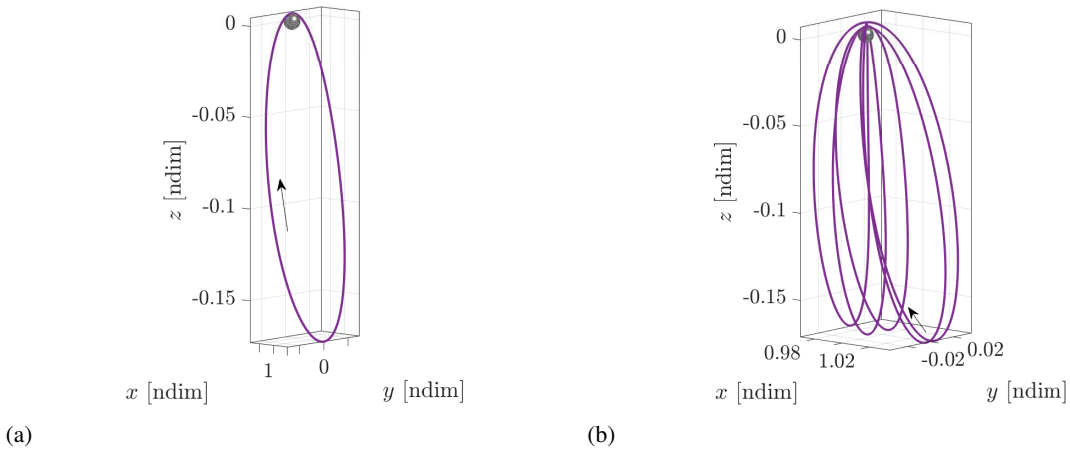 0
-0.05
-0.1
-0.15
z [ndim]
1
0
x [ndim]
y [ndim]
(a)
0
-0.05
-0.1
-0.15
z [ndim]
0.98
1.02
-0.02
0.02
x [ndim]
y [ndim]
(b)